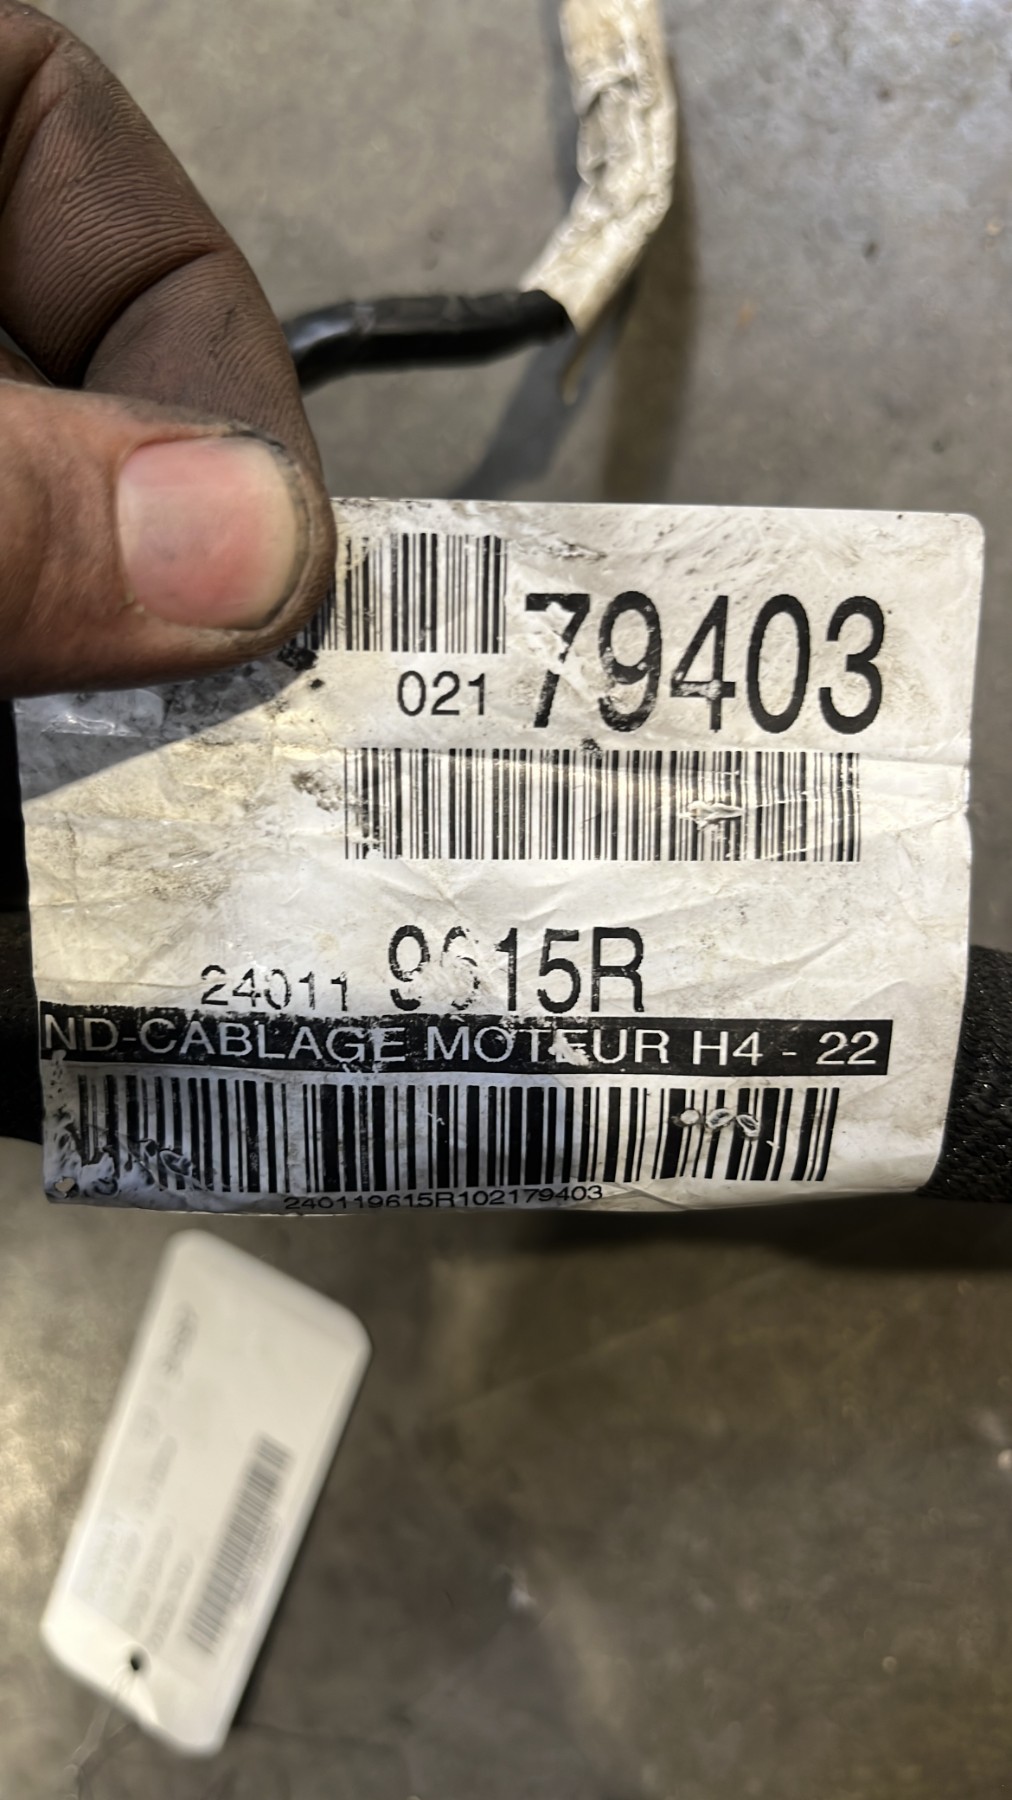 021 79403
24011 9615R
ND-CABLAGE MOTEUR H4 - 22
240119615R102179403